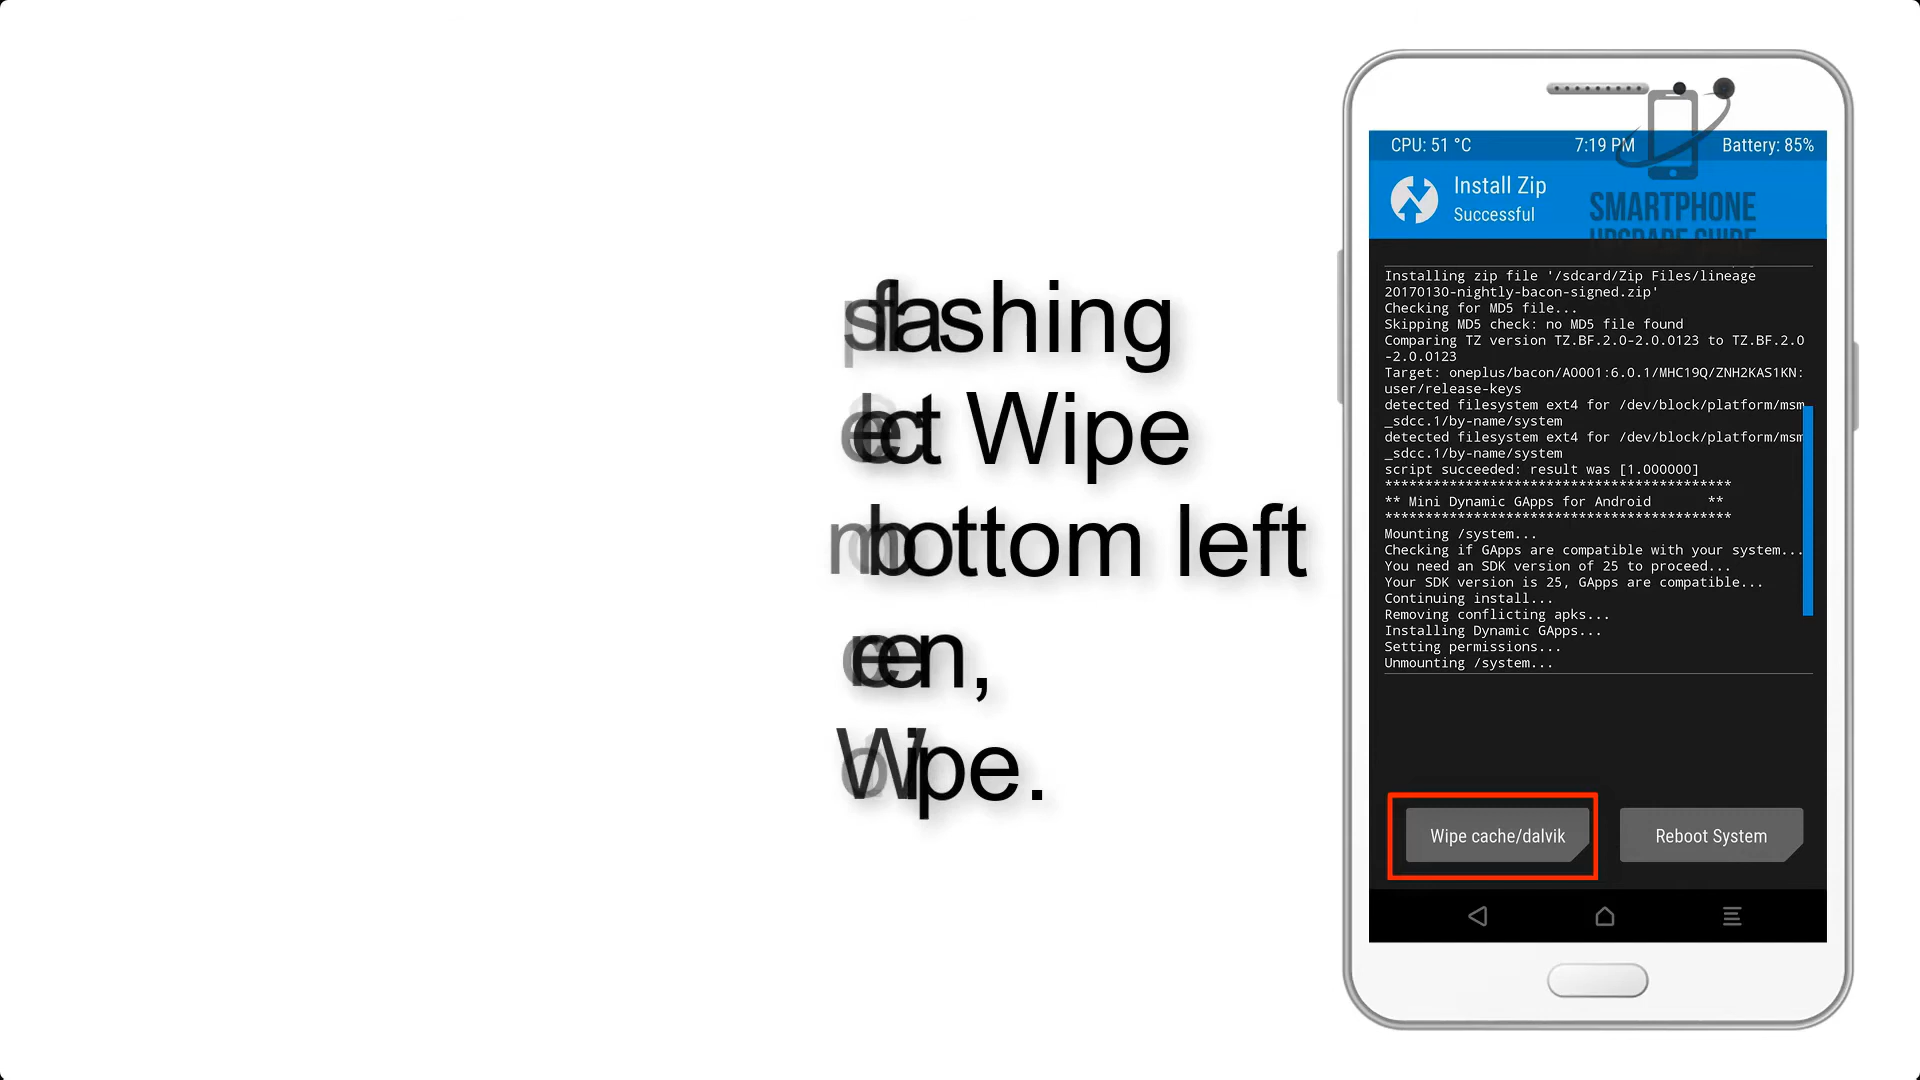 flashing
Wipe
bottom left
Wipe.
CPU: 51 °C 7:19 PM Battery: 85%
Install Zip
Successful
SMARTPHONE
UPGRADE GUIDE
Installing zip file '/sdcard/Zip Files/lineage
20170130-nightly-bacon-signed.zip'
Checking for MD5 file...
Skipping MD5 check: no MD5 file found
Comparing TZ version TZ.BF.2.0-2.0.0123 to TZ.BF.2.0
-2.0.0123
Target: oneplus/bacon/A0001:6.0.1/MHC19Q/ZNH2KAS1KN:
user/release-keys
detected filesystem ext4 for /dev/block/platform/msm
_sdcc.1/by-name/system
detected filesystem ext4 for /dev/block/platform/msm
_sdcc.1/by-name/system
script succeeded: result was [1.000000]
*******************************************
** Mini Dynamic GApps for Android **
*******************************************
Mounting /system...
Checking if GApps are compatible with your system...
You need an SDK version of 25 to proceed...
Your SDK version is 25, GApps are compatible...
Continuing install...
Removing conflicting apks...
Installing Dynamic GApps...
Setting permissions...
Unmounting /system...
Wipe cache/dalvik Reboot System